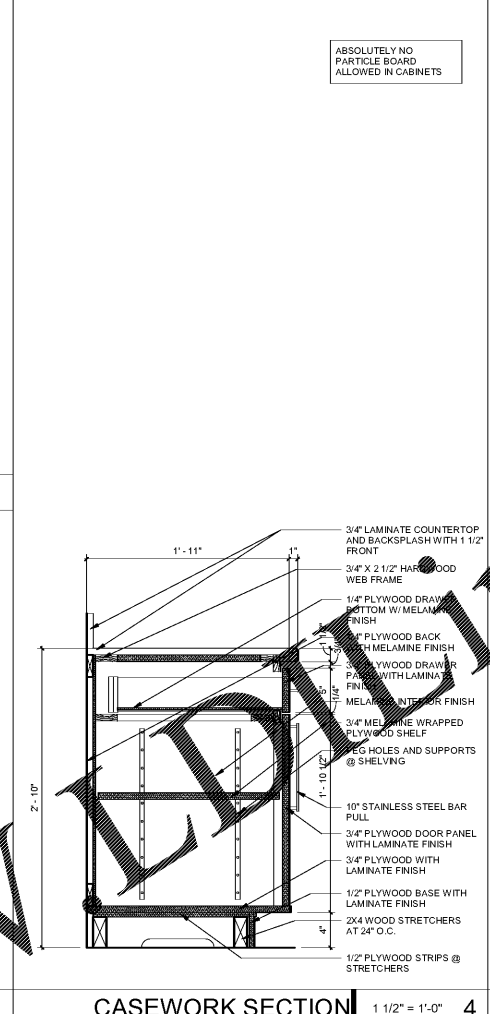 ABSOLUTELY NO
PARTICLE BOARD
ALLOWED IN CABINETS
3/4" LAMINATE COUNTERTOP
AND BACKSPLASH WITH 1 1/2"
FRONT
1' - 11"
1"
3/4" X 2 1/2" HARDWOOD
WEB FRAME
1/4" PLYWOOD DRAWER
BOTTOM W/ MELAMINE
FINISH
PLYWOOD BACK
WITH MELAMINE FINISH
PLYWOOD DRAWER
PANEL WITH LAMINATE
FINISH
5"
1/4"
MELAMINE INTERIOR FINISH
3/4" MELAMINE WRAPPED
PLYWOOD SHELF
PEG HOLES AND SUPPORTS
@ SHELVING
1' - 10 1/2"
2' - 10"
10" STAINLESS STEEL BAR
PULL
3/4" PLYWOOD DOOR PANEL
WITH LAMINATE FINISH
3/4" PLYWOOD WITH
LAMINATE FINISH
1/2" PLYWOOD BASE WITH
LAMINATE FINISH
2X4 WOOD STRETCHERS
AT 24" O.C.
4"
1/2" PLYWOOD STRIPS @
STRETCHERS
CASEWORK SECTION
1 1/2" = 1'-0"
4